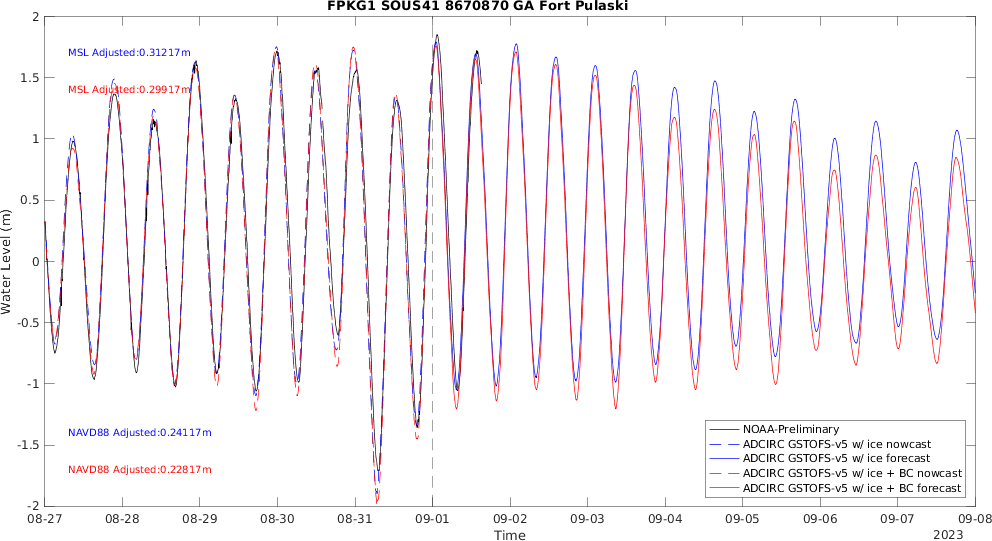 FPKG1 SOUS41 8670870 GA Fort Pulaski
2
1.5
1
0.5
0
-0.5
-1
-1.5
-2
Water Level (m)
MSL Adjusted:0.31217m
MSL Adjusted:0.29917m
NAVD88 Adjusted:0.24117m
NAVD88 Adjusted:0.22817m
NOAA-Preliminary
ADCIRC GSTOFS-v5 w/ ice nowcast
ADCIRC GSTOFS-v5 w/ ice forecast
ADCIRC GSTOFS-v5 w/ ice + BC nowcast
ADCIRC GSTOFS-v5 w/ ice + BC forecast
08-27 08-28 08-29 08-30 08-31 09-01 09-02 09-03 09-04 09-05 09-06 09-07 09-08
Time
2023